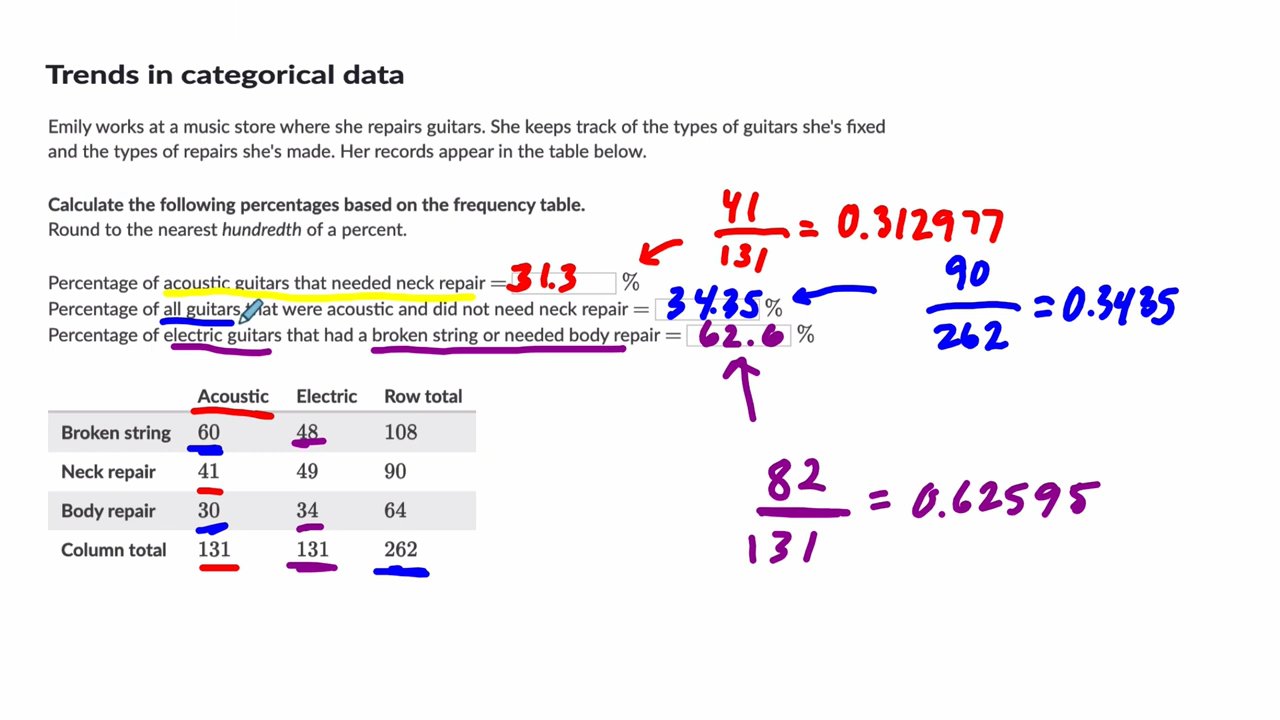 Trends in categorical data
Emily works at a music store where she repairs guitars. She keeps track of the types of guitars she's fixed
and the types of repairs she's made. Her records appear in the table below.
Calculate the following percentages based on the frequency table.
Round to the nearest hundredth of a percent.
41
131
= 0.312977
Percentage of acoustic guitars that needed neck repair = 31.3 %
Percentage of all guitars that were acoustic and did not need neck repair = 34.35 %
Percentage of electric guitars that had a broken string or needed body repair = 62.6 %
90
262
= 0.3435
Acoustic Electric Row total
Broken string 60 48 108
Neck repair 41 49 90
Body repair 30 34 64
Column total 131 131 262
82
131
= 0.62595